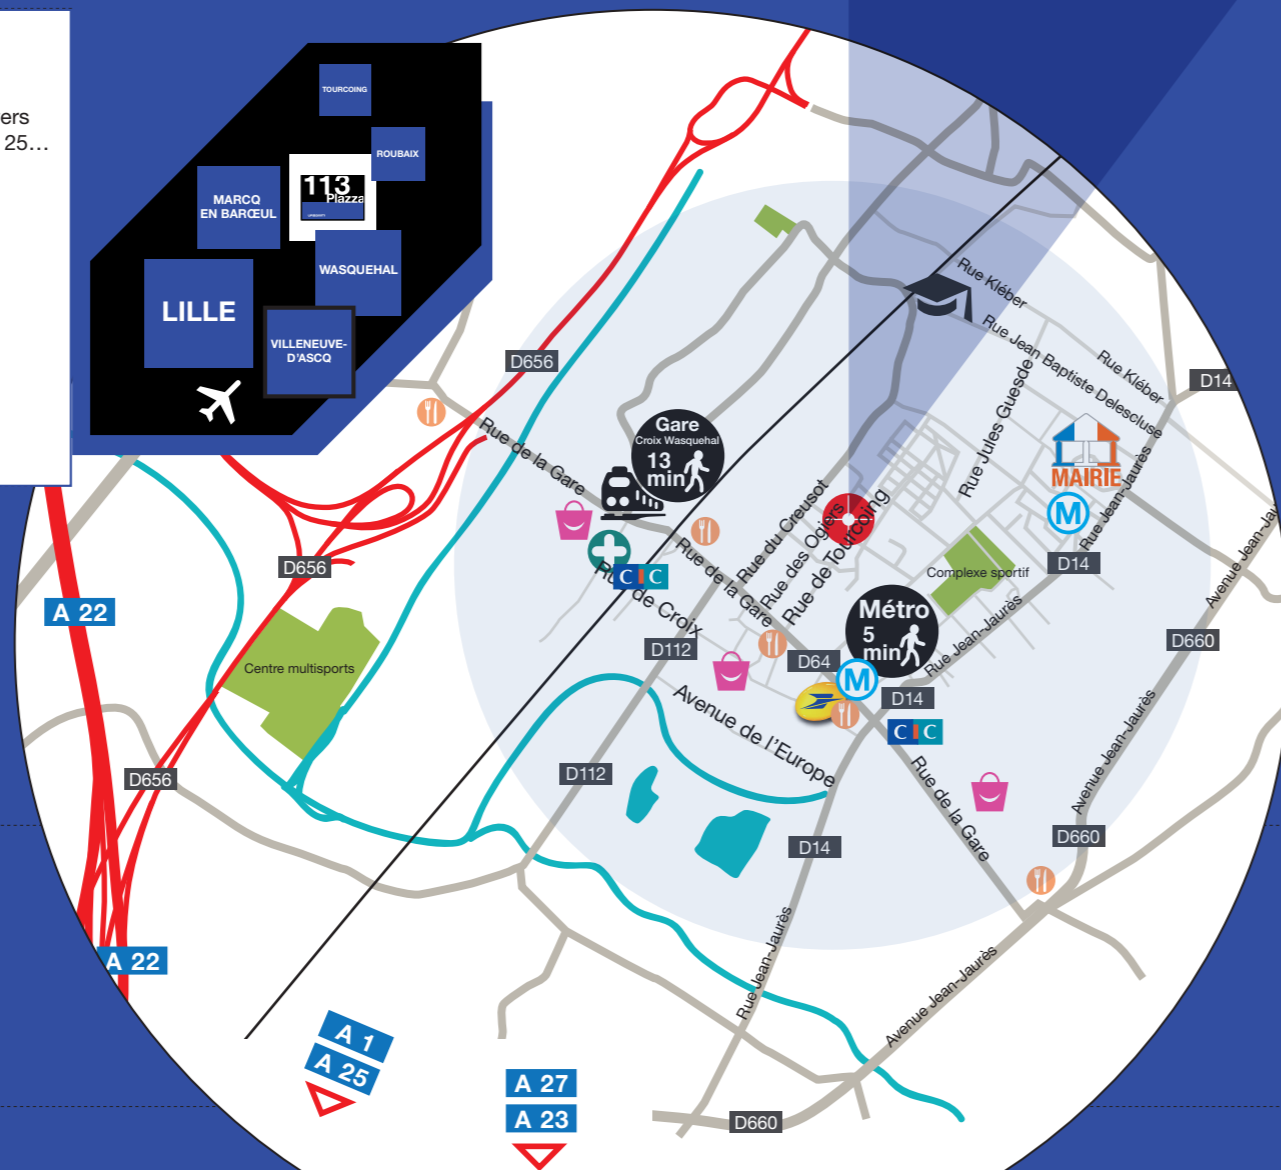 ers
25…
TOURCOING
ROUBAIX
113
Plazza
MARCQ
EN BARŒUL
WASQUEHAL
LILLE
VILLENEUVE-
D'ASCQ
Rue Kléber
Rue Jean Baptiste Delescluse
Rue Kléber
D656
D14
Rue Jules Guesde
Gare
Croix Wasquehal
13
min
Rue de la Gare
MAIRIE
M
Rue Jean-Jaurès
Rue du Creusot
Rue des Ogiers
Rue de Tourcoing
Rue de la Gare
D656
CIC
Rue de Croix
Complexe sportif
D14
Avenue Jean-Jau
A 22
Métro
5
min
Rue Jean-Jaurès
D660
Centre multisports
D112
D64
M
D14
CIC
Avenue de l'Europe
Avenue Jean-Jaurès
D656
D112
Rue de la Gare
D14
D660
A 22
Rue Jean-Jaurès
Avenue Jean-Jaurès
A 1
A 25
A 27
A 23
D660